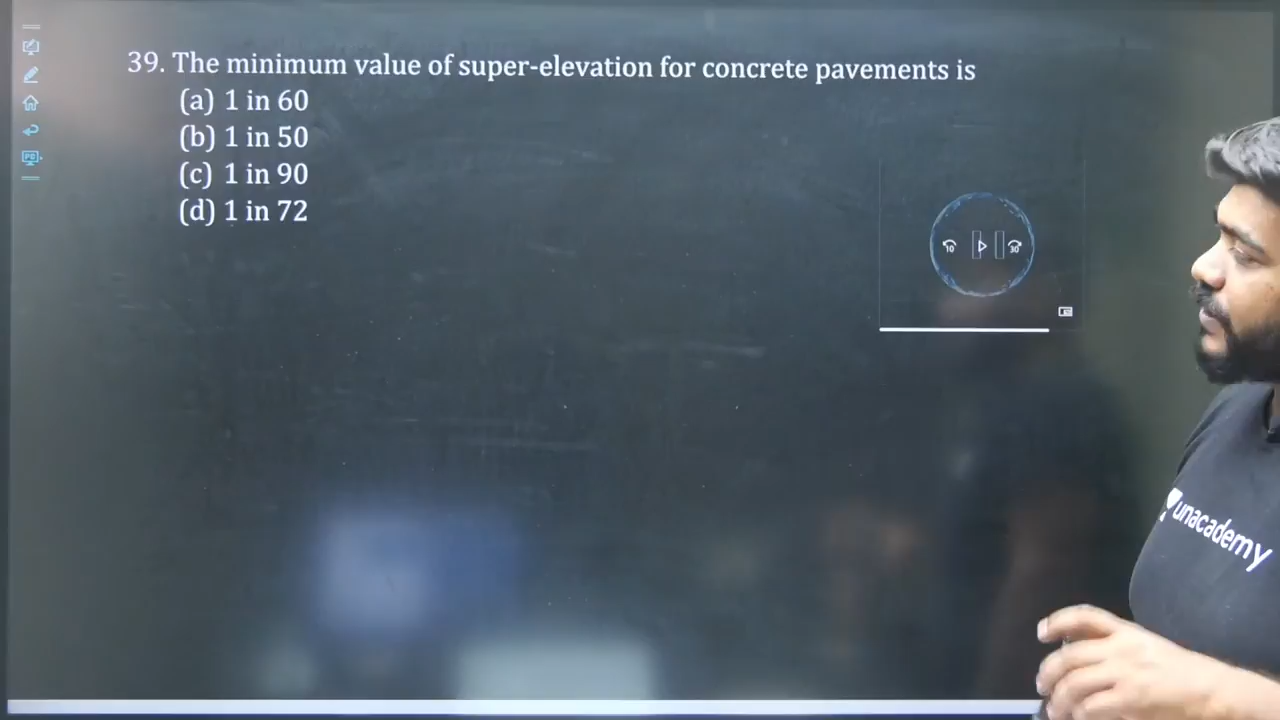 39. The minimum value of super-elevation for concrete pavements is
(a) 1 in 60
(b) 1 in 50
(c) 1 in 90
(d) 1 in 72
10
30
PD
unacademy